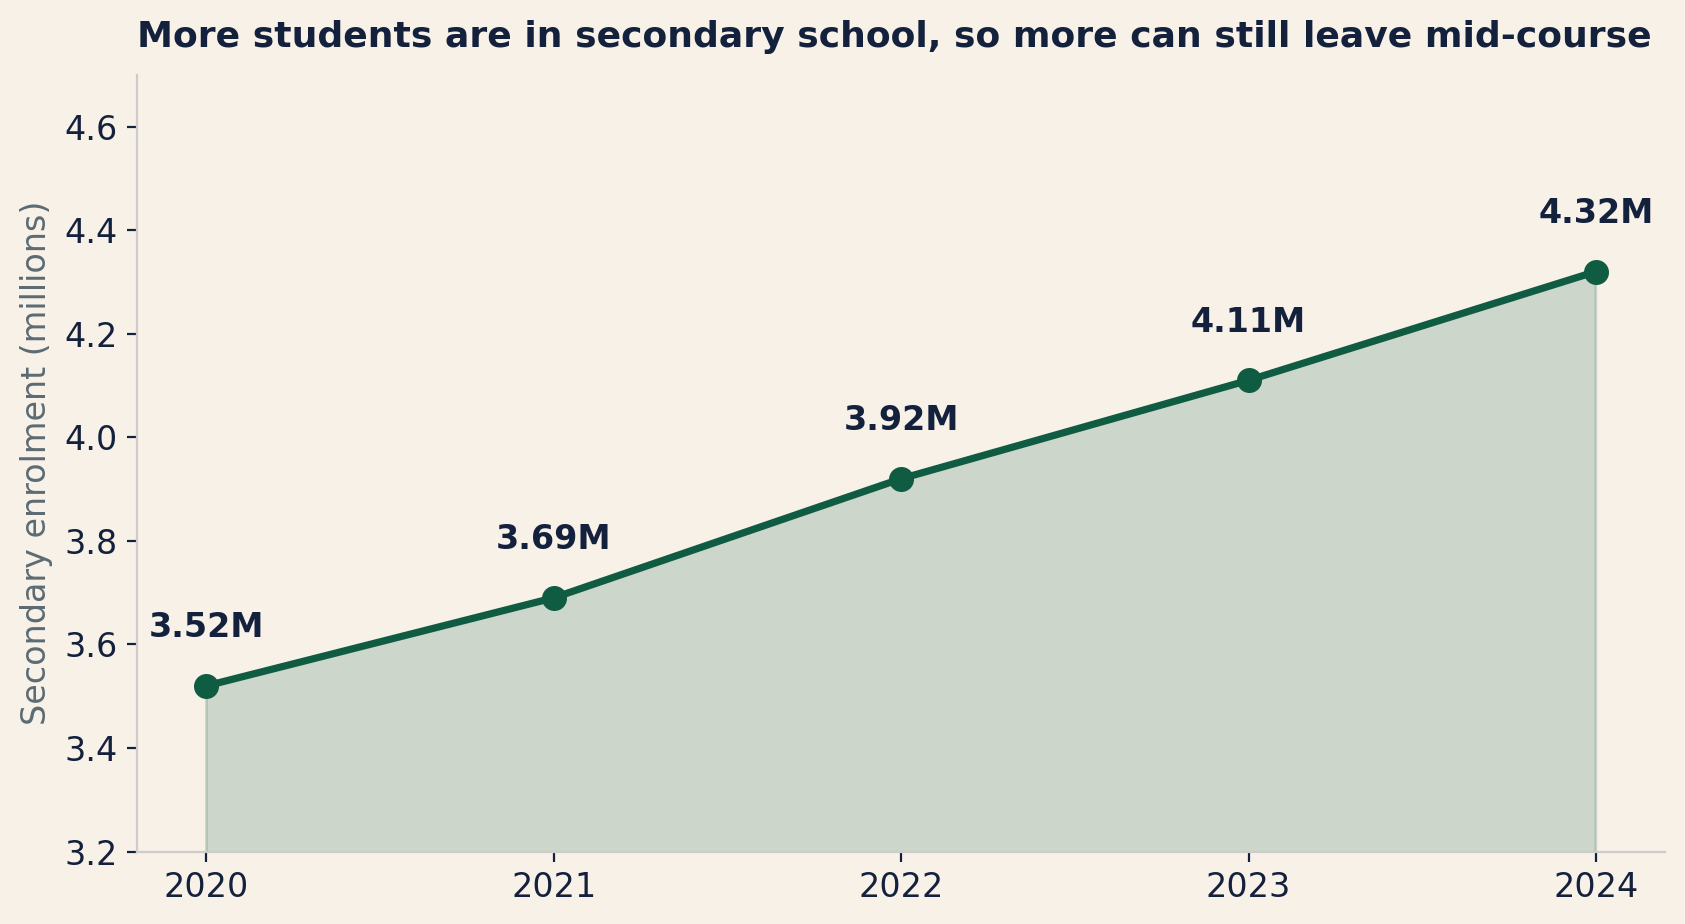 More students are in secondary school, so more can still leave mid-course
Secondary enrolment (millions)
4.6
4.4
4.2
4.0
3.8
3.6
3.4
3.2
3.52M
3.69M
3.92M
4.11M
4.32M
2020
2021
2022
2023
2024